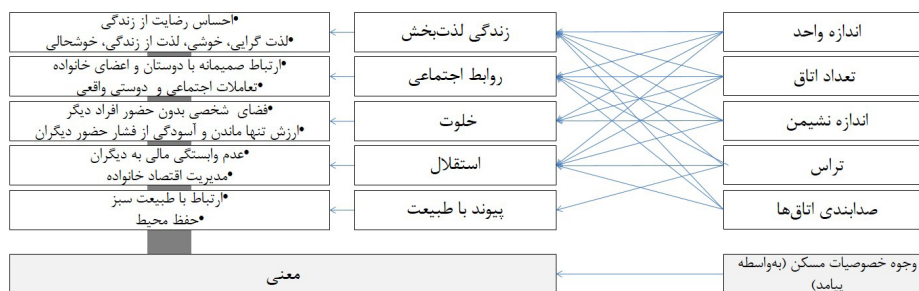 اندازه واحد
تعداد اتاق
اندازه نشیمن
تراس
صدابندی اتاق‌ها
وجوه خصوصیات مسکن (به‌واسطه
پیامد)
زندگی لذت‌بخش
روابط اجتماعی
خلوت
استقلال
پیوند با طبیعت
معنی
•احساس رضایت از زندگی
•لذت گرایی، خوشی، لذت از زندگی، خوشحالی
•ارتباط صمیمانه با دوستان و اعضای خانواده
•تعاملات اجتماعی و دوستی واقعی
•فضای شخصی بدون حضور افراد دیگر
•ارزش تنها ماندن و آسودگی از فشار حضور دیگران
•عدم وابستگی مالی به دیگران
•مدیریت اقتصاد خانواده
•ارتباط با طبیعت سبز
•حفظ محیط